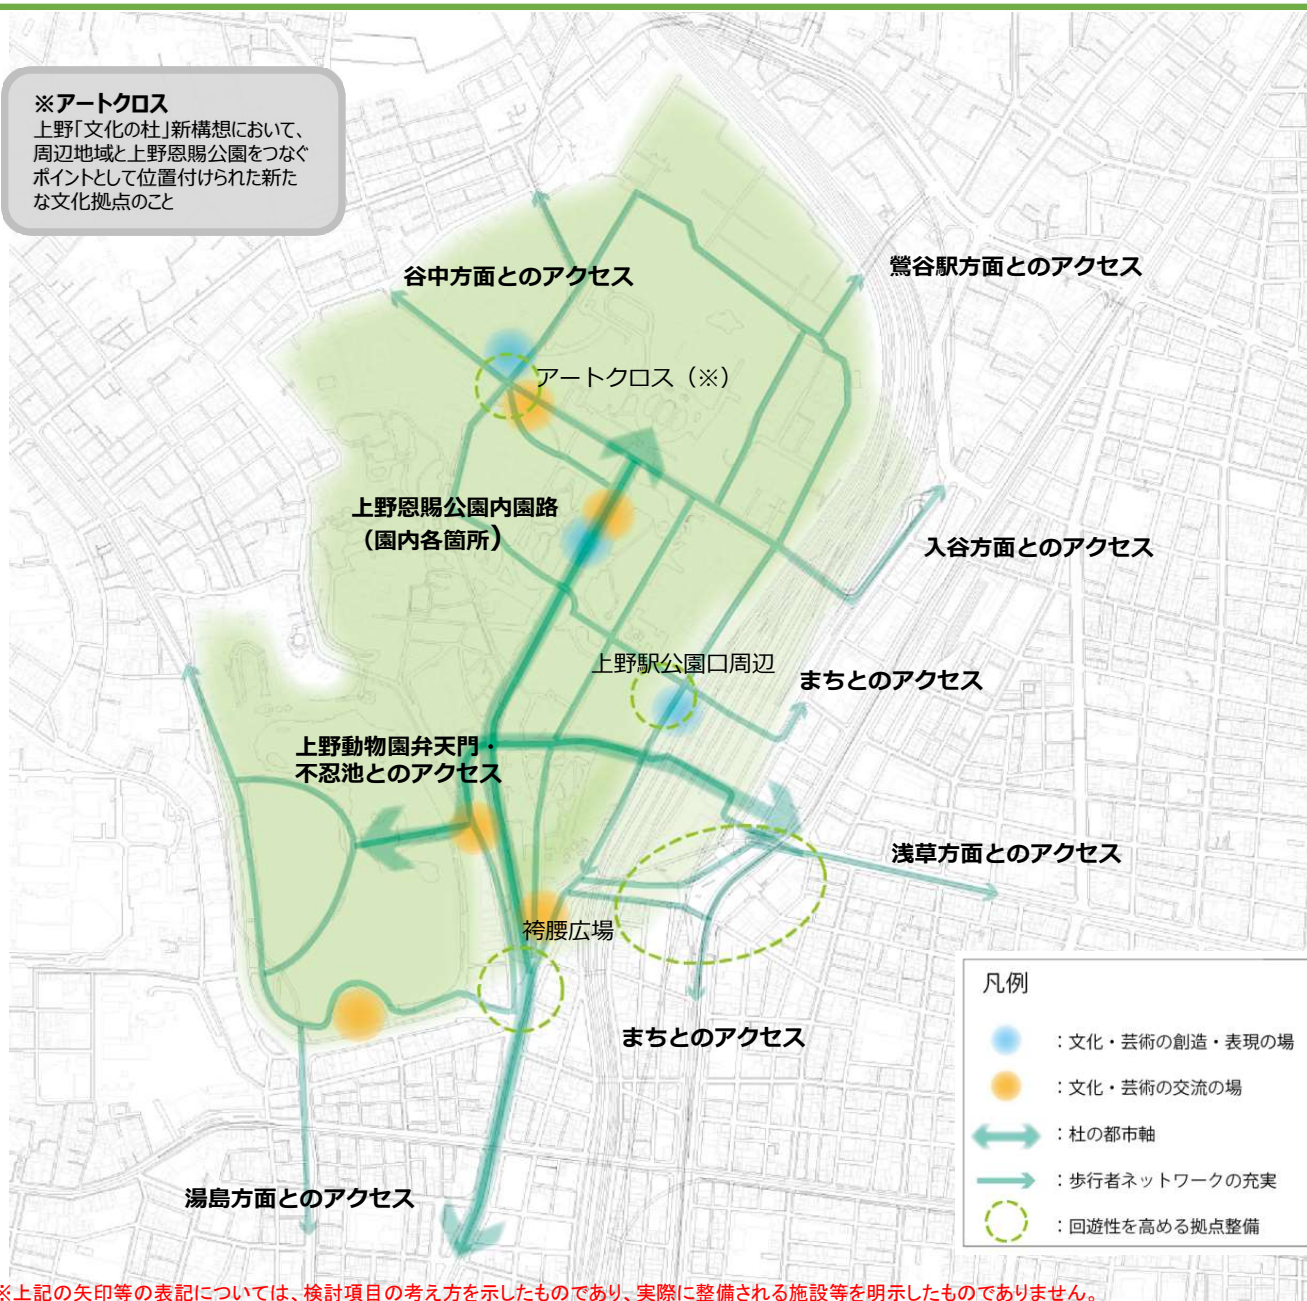 ※アートクロス
上野「文化の杜」新構想において、
周辺地域と上野恩賜公園をつなぐ
ポイントとして位置付けられた新た
な文化拠点のこと
谷中方面とのアクセス
鶯谷駅方面とのアクセス
アートクロス（※）
上野恩賜公園内園路
（園内各箇所）
入谷方面とのアクセス
上野駅公園口周辺
まちとのアクセス
上野動物園弁天門・
不忍池とのアクセス
浅草方面とのアクセス
袴腰広場
まちとのアクセス
湯島方面とのアクセス
凡例
：文化・芸術の創造・表現の場
：文化・芸術の交流の場
：杜の都市軸
：歩行者ネットワークの充実
：回遊性を高める拠点整備
※上記の矢印等の表記については、検討項目の考え方を示したものであり、実際に整備される施設等を明示したものでありません。